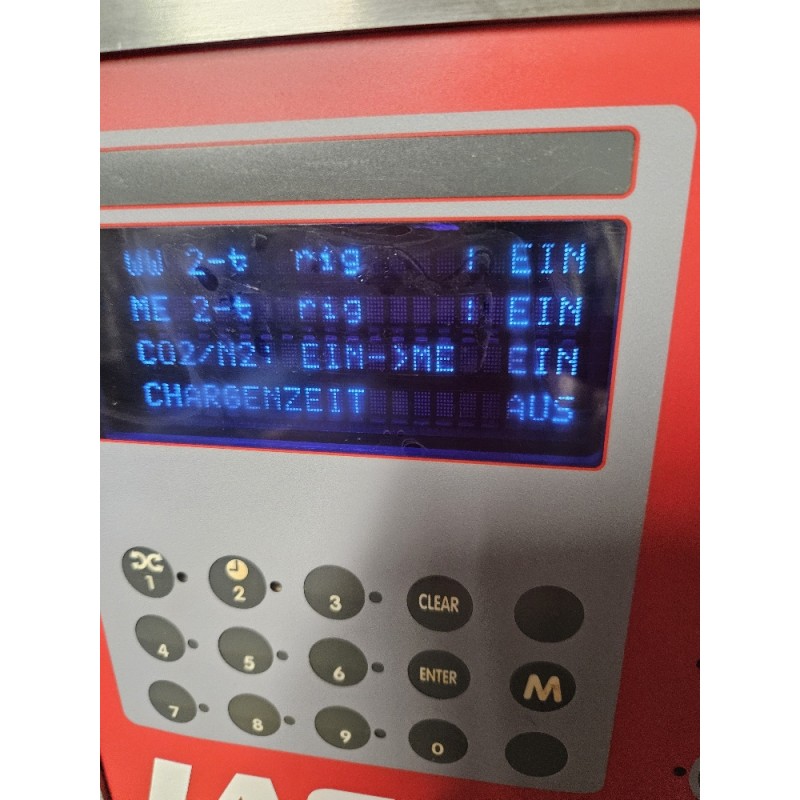 WW 2-t rig : EIN
ME 2-t rig : EIN
CO2/N2: EIN->ME EIN
CHARGENZEIT AUS
1 2 3 CLEAR
4 5 6 ENTER M
7 8 9 0